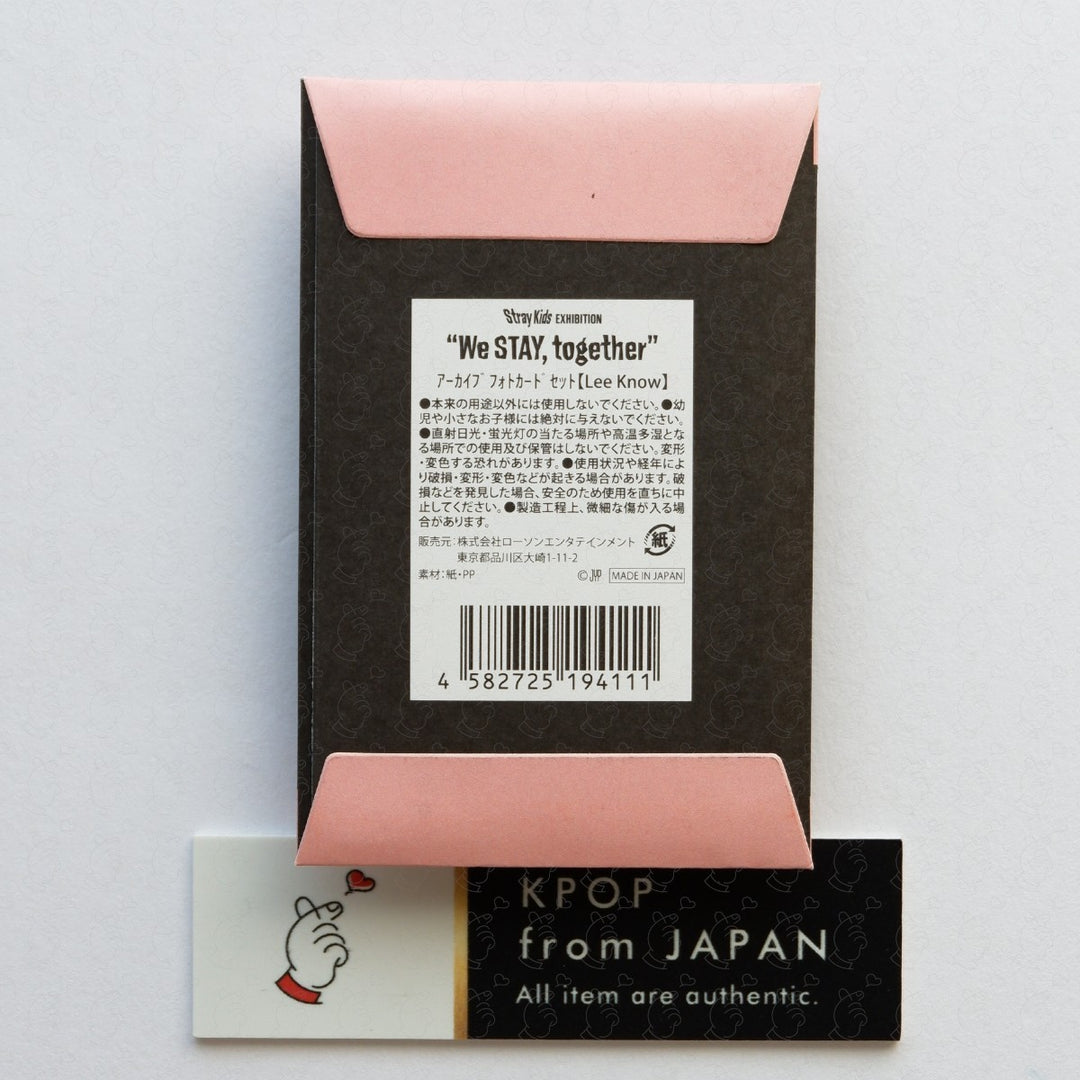 Stray Kids EXHIBITION
“We STAY, together”
ｱｰｶｲﾌﾞ ﾌｫﾄｶｰﾄﾞ ｾｯﾄ【Lee Know】
●本来の用途以外には使用しないでください。●幼
児や小さなお子様には絶対に与えないでください。
●直射日光・蛍光灯の当たる場所や高温多湿とな
る場所での使用及び保管はしないでください。変形
・変色する恐れがあります。●使用状況や経年によ
り破損・変形・変色などが起きる場合があります。破
損などを発見した場合、安全のため使用を直ちに中
止してください。●製造工程上、微細な傷が入る場
合があります。
販売元：株式会社ローソンエンタテインメント
東京都品川区大崎1-11-2
紙
素材：紙・PP
© JYP MADE IN JAPAN
4 582725 194111
KPOP
from JAPAN
All item are authentic.